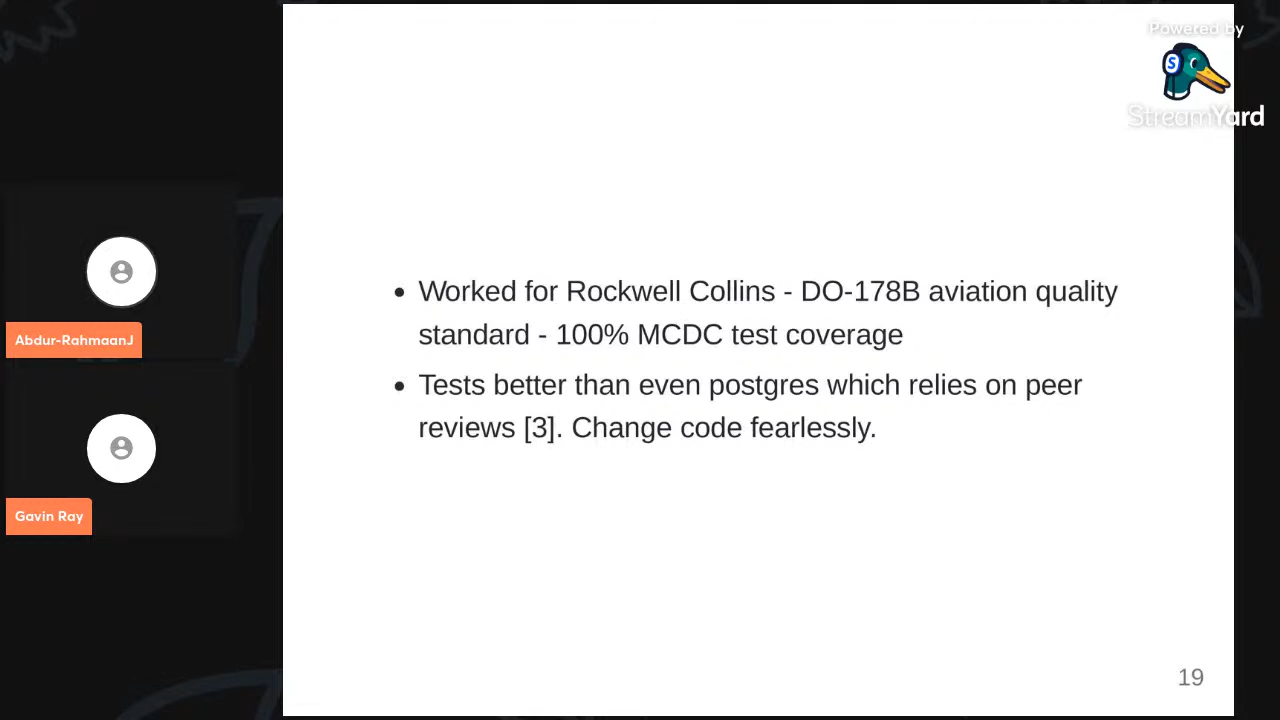 Powered by
S
StreamYard
Worked for Rockwell Collins - DO-178B aviation quality
standard - 100% MCDC test coverage
Tests better than even postgres which relies on peer
reviews [3]. Change code fearlessly.
Abdur-RahmaanJ
Gavin Ray
19